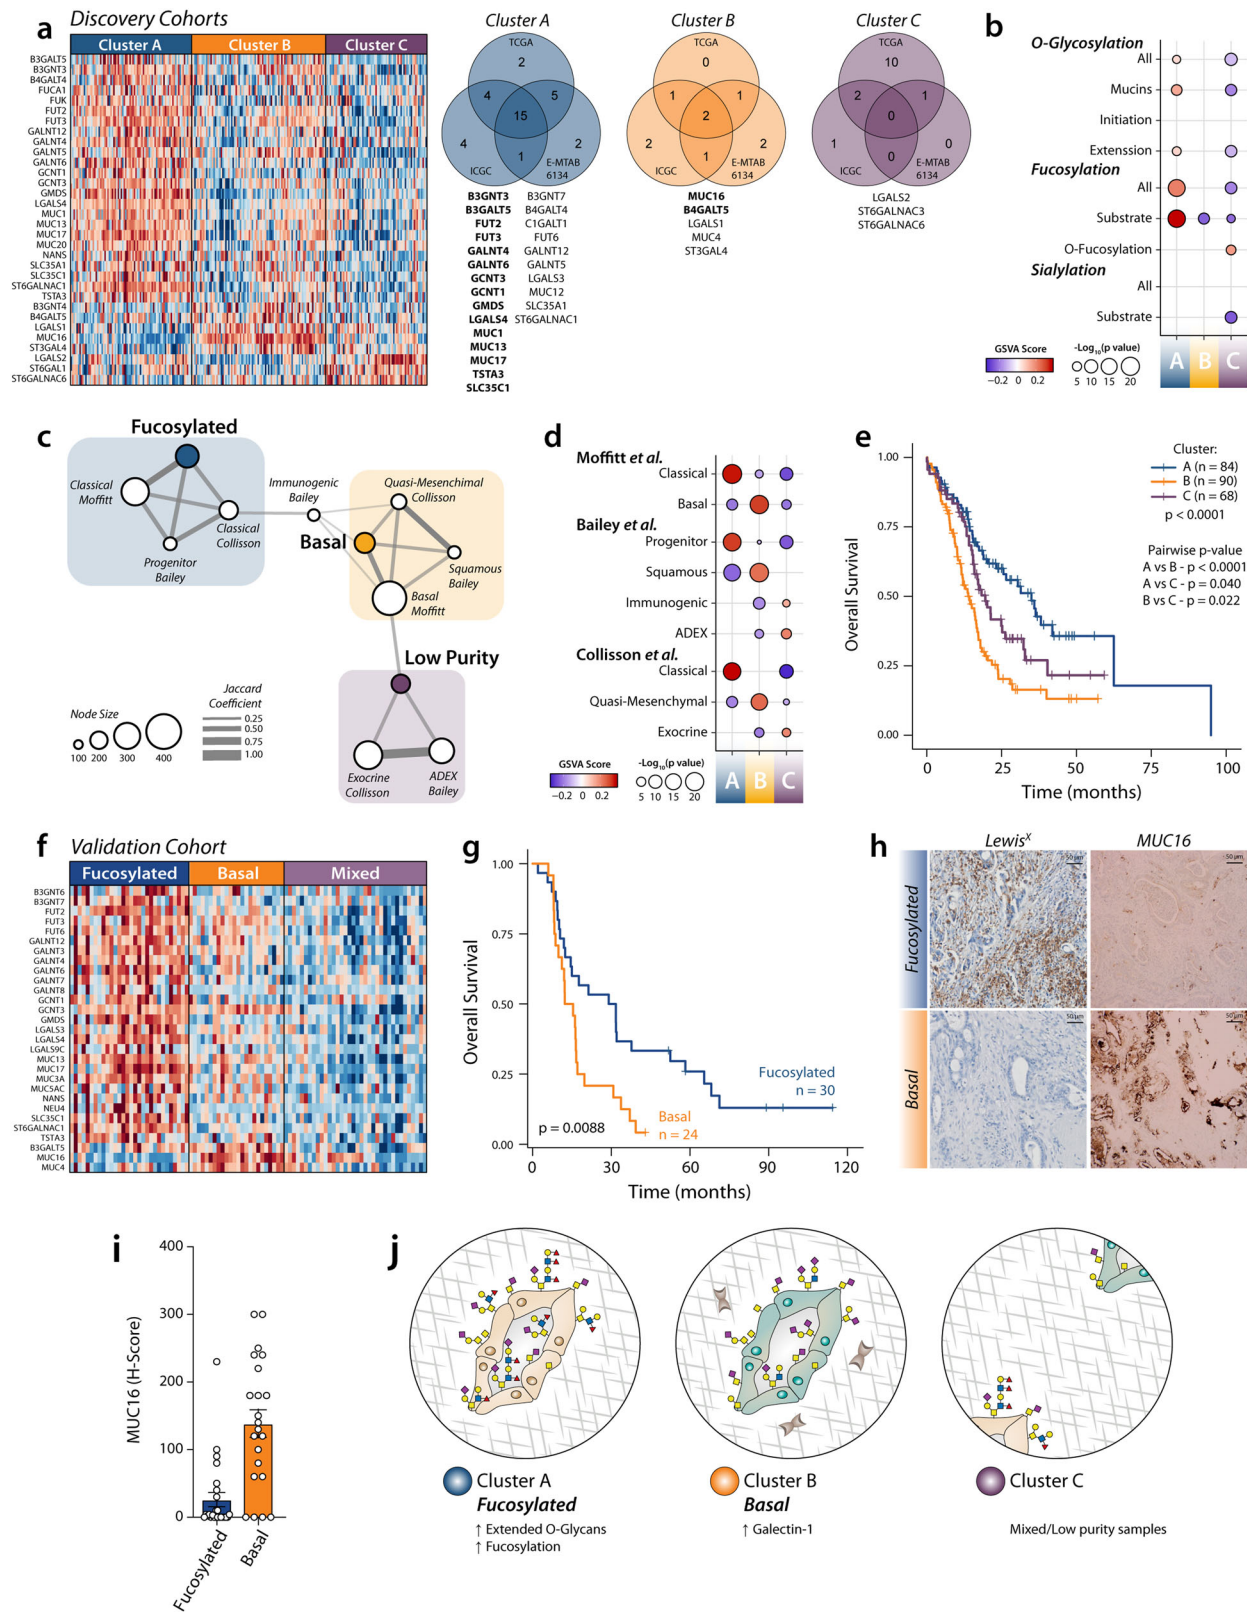 a
Discovery Cohorts
Cluster A
Cluster B
Cluster C
B3GALT5
B3GNT3
B4GALT4
FUCA1
FUK
FUT2
FUT3
GALNT12
GALNT4
GALNT5
GALNT6
GCNT1
GCNT3
GMDS
LGALS4
MUC1
MUC13
MUC17
MUC20
NANS
SLC35A1
SLC35C1
ST6GALNAC1
TSTA3
B3GNT4
B4GALT5
LGALS1
MUC16
ST3GAL4
LGALS2
ST6GAL1
ST6GALNAC6
Cluster A
TCGA
2
4
5
15
4
1
2
ICGC
E-MTAB
6134
B3GNT3
B3GALT5
FUT2
FUT3
GALNT4
GALNT6
GCNT3
GCNT1
GMDS
LGALS4
MUC1
MUC13
MUC17
TSTA3
SLC35C1
B3GNT7
B4GALT4
C1GALT1
FUT6
GALNT12
GALNT5
LGALS3
MUC12
SLC35A1
ST6GALNAC1
Cluster B
TCGA
0
1
1
2
2
1
2
ICGC
E-MTAB
6134
MUC16
B4GALT5
LGALS1
MUC4
ST3GAL4
Cluster C
TCGA
10
2
1
0
1
0
0
ICGC
E-MTAB
6134
LGALS2
ST6GALNAC3
ST6GALNAC6
b
O-Glycosylation
All
Mucins
Initiation
Extenssion
Fucosylation
All
Substrate
O-Fucosylation
Sialylation
All
Substrate
GSVA Score
−0.2 0 0.2
-Log10(p value)
5 10 15 20
A B C
c
Fucosylated
Classical
Moffitt
Progenitor
Bailey
Classical
Collisson
Immunogenic
Bailey
Quasi-Mesenchimal
Collisson
Basal
Squamous
Bailey
Basal
Moffitt
Low Purity
Exocrine
Collisson
ADEX
Bailey
Node Size
100 200 300 400
Jaccard
Coefficient
0.25
0.50
0.75
1.00
d
Moffitt et al.
Classical
Basal
Bailey et al.
Progenitor
Squamous
Immunogenic
ADEX
Collisson et al.
Classical
Quasi-Mesenchymal
Exocrine
GSVA Score
−0.2 0 0.2
-Log10(p value)
5 10 15 20
A B C
e
Overall Survival
1.00
0.75
0.50
0.25
0.00
0 25 50 75 100
Time (months)
Cluster:
A (n = 84)
B (n = 90)
C (n = 68)
p < 0.0001
Pairwise p-value
A vs B - p < 0.0001
A vs C - p = 0.040
B vs C - p = 0.022
f
Validation Cohort
Fucosylated
Basal
Mixed
B3GNT6
B3GNT7
FUT2
FUT3
FUT6
GALNT12
GALNT3
GALNT4
GALNT6
GALNT7
GALNT8
GCNT1
GCNT3
GMDS
LGALS3
LGALS4
LGALS9C
MUC13
MUC17
MUC3A
MUC5AC
NANS
NEU4
SLC35C1
ST6GALNAC1
TSTA3
B3GALT5
MUC16
MUC4
g
Overall Survival
1.00
0.75
0.50
0.25
0.00
0 30 60 90 120
Time (months)
Fucosylated
n = 30
Basal
n = 24
p = 0.0088
h
LewisX
MUC16
Fucosylated
Basal
50 µm
50 µm
50 µm
50 µm
i
MUC16 (H-Score)
400
300
200
100
0
Fucosylated
Basal
j
Cluster A
Fucosylated
↑ Extended O-Glycans
↑ Fucosylation
Cluster B
Basal
↑ Galectin-1
Cluster C
Mixed/Low purity samples